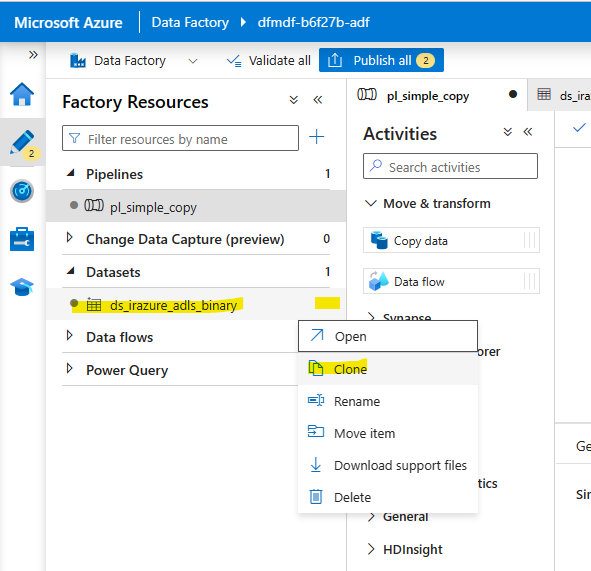 Microsoft Azure Data Factory dfmdf-b6f27b-adf
Data Factory Validate all Publish all 2
Factory Resources
Filter resources by name
Pipelines 1
pl_simple_copy
Change Data Capture (preview) 0
Datasets 1
ds_irazure_adls_binary
Data flows
Power Query
2
Open
Clone
Rename
Move item
Download support files
Delete
pl_simple_copy ds_iraz
Activities
Search activities
Move & transform
Copy data
Data flow
Synapse
orer
tics
General
HDInsight
Ge
Sin